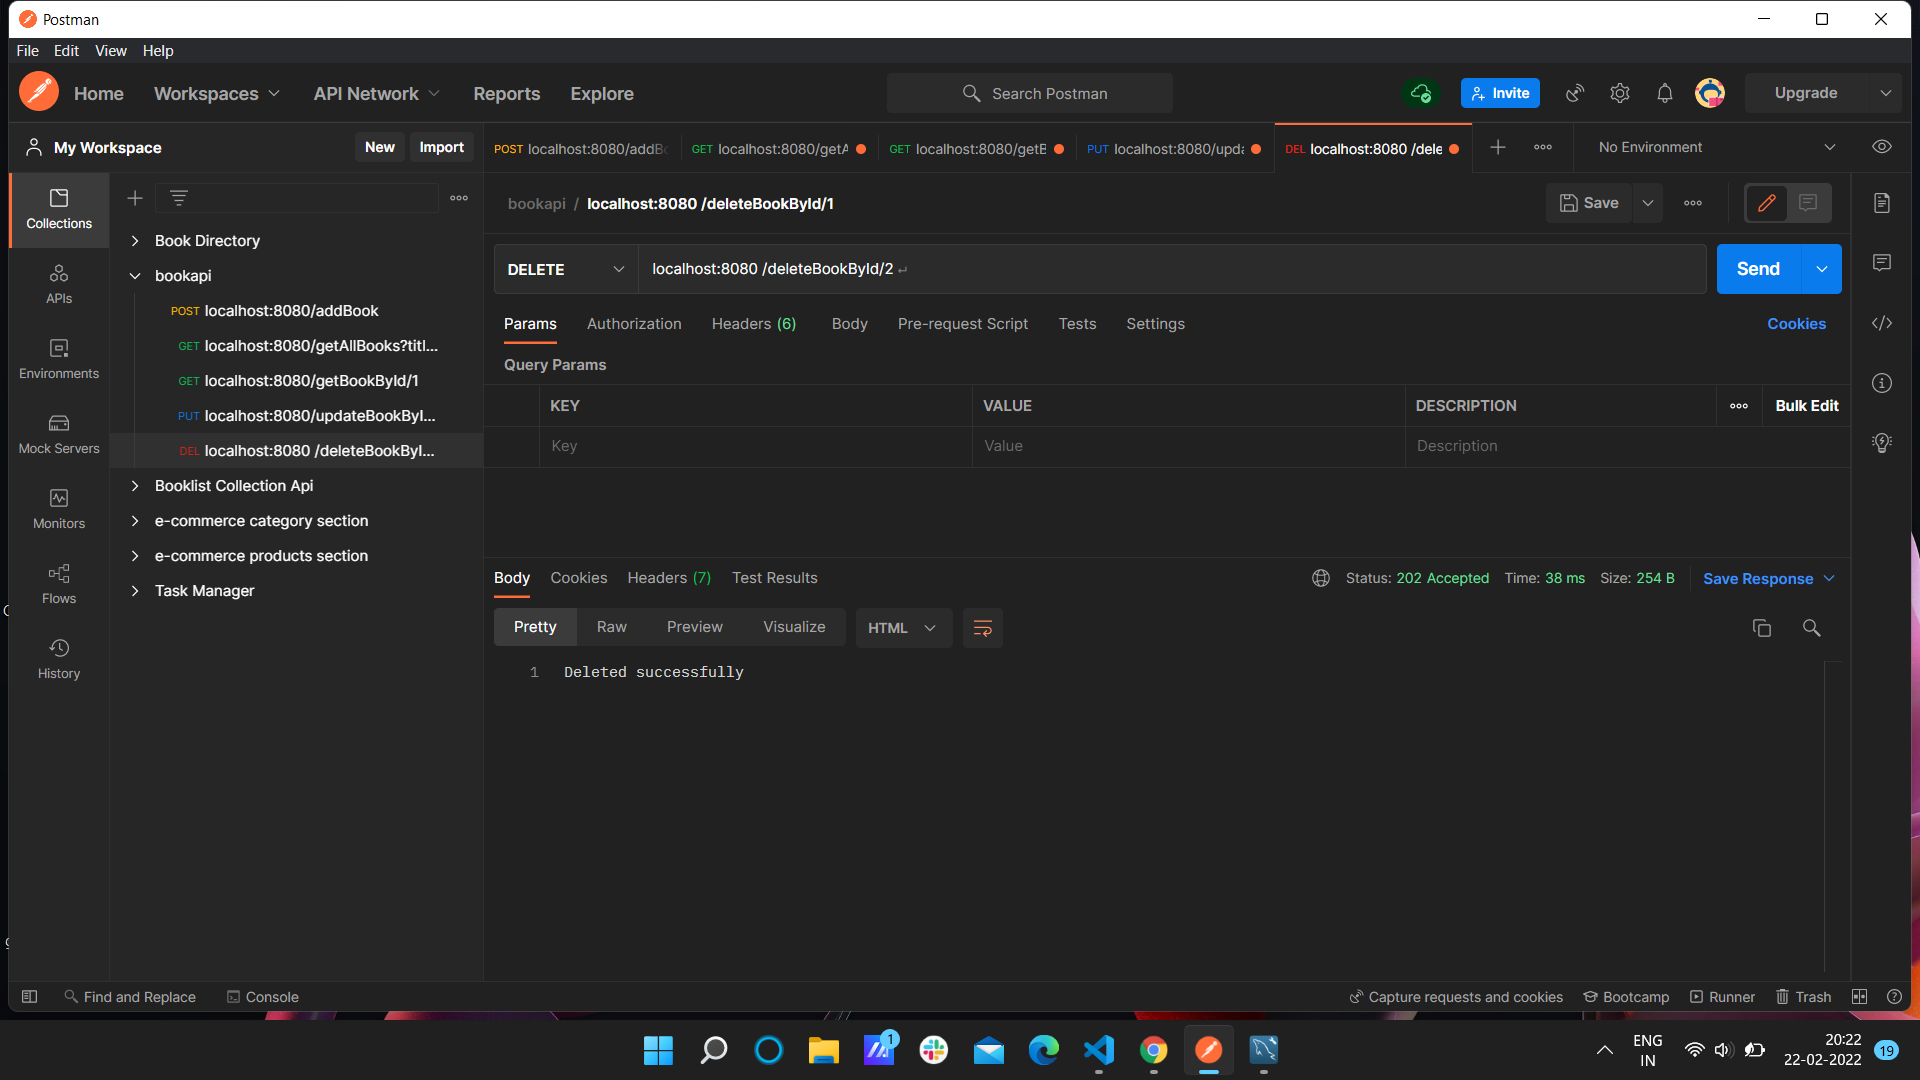 Postman
File Edit View Help
Home Workspaces API Network Reports Explore
Search Postman
Invite
Upgrade
My Workspace
New Import
POST localhost:8080/addB
GET localhost:8080/getA
GET localhost:8080/getB
PUT localhost:8080/upda
DEL localhost:8080 /dele
No Environment
Collections
APIs
Environments
Mock Servers
Monitors
Flows
History
Book Directory
bookapi
POST localhost:8080/addBook
GET localhost:8080/getAllBooks?titl...
GET localhost:8080/getBookById/1
PUT localhost:8080/updateBookByI...
DEL localhost:8080 /deleteBookByI...
Booklist Collection Api
e-commerce category section
e-commerce products section
Task Manager
bookapi / localhost:8080 /deleteBookById/1
Save
DELETE localhost:8080 /deleteBookById/2
Send
Params Authorization Headers (6) Body Pre-request Script Tests Settings
Cookies
Query Params
KEY VALUE DESCRIPTION Bulk Edit
Key Value Description
Body Cookies Headers (7) Test Results
Status: 202 Accepted Time: 38 ms Size: 254 B Save Response
Pretty Raw Preview Visualize HTML
1 Deleted successfully
Find and Replace Console
Capture requests and cookies Bootcamp Runner Trash
1
ENG
IN
20:22
22-02-2022
19